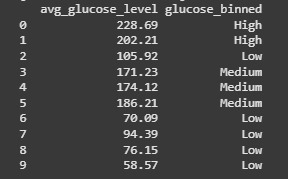 avg_glucose_level glucose_binned
0 228.69 High
1 202.21 High
2 105.92 Low
3 171.23 Medium
4 174.12 Medium
5 186.21 Medium
6 70.09 Low
7 94.39 Low
8 76.15 Low
9 58.57 Low